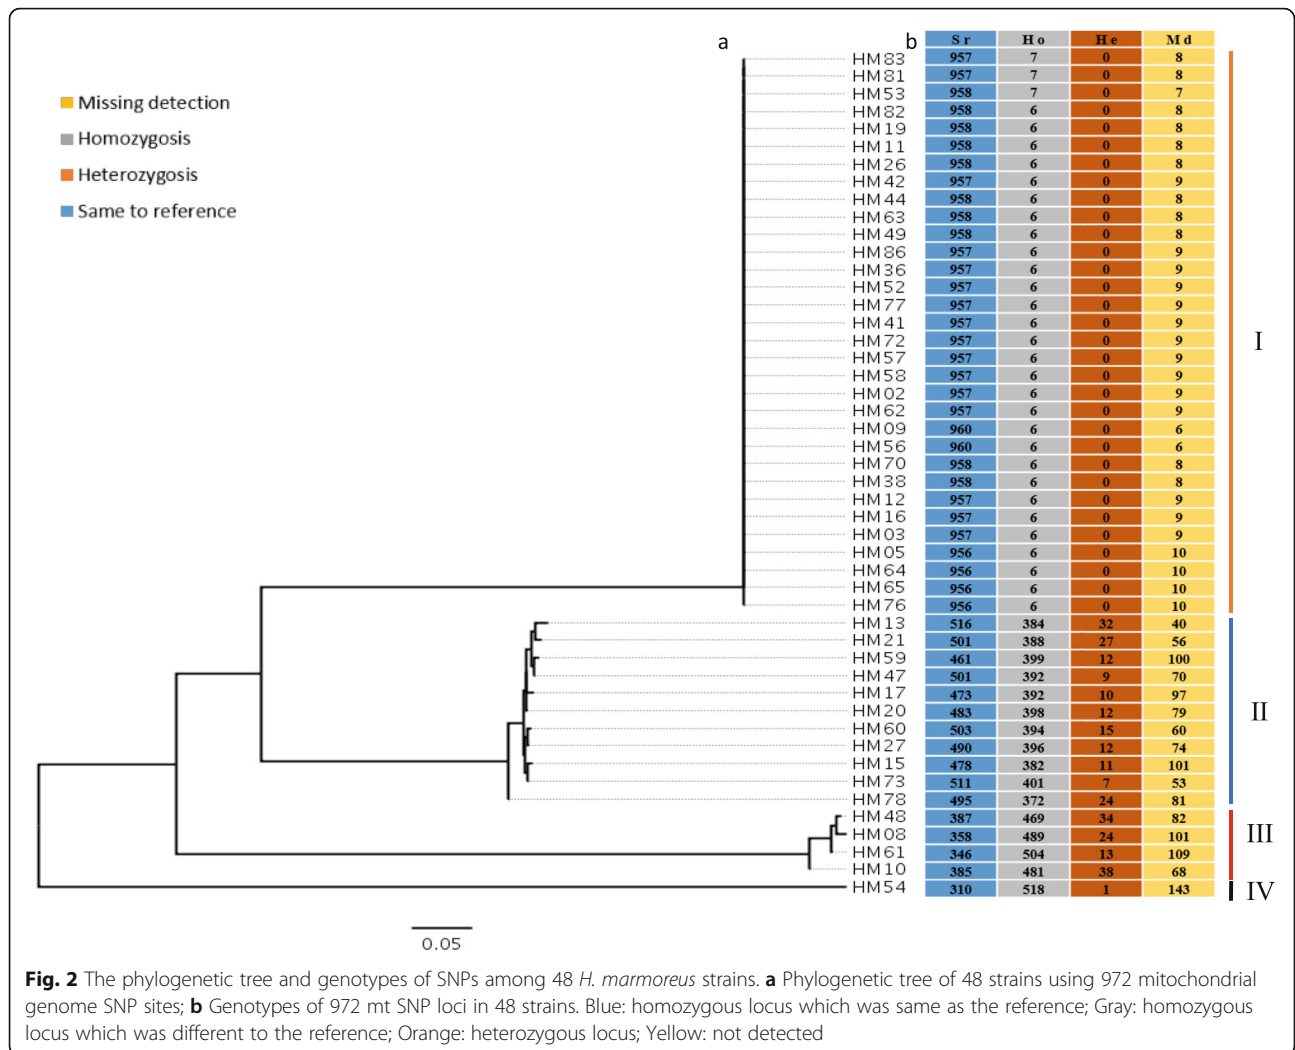 a
b Sr Ho He Md
Missing detection
Homozygosis
Heterozygosis
Same to reference
HM83 957 7 0 8
HM81 957 7 0 8
HM53 958 7 0 7
HM82 958 6 0 8
HM19 958 6 0 8
HM11 958 6 0 8
HM26 958 6 0 8
HM42 957 6 0 9
HM44 958 6 0 8
HM63 958 6 0 8
HM49 958 6 0 8
HM86 957 6 0 9
HM36 957 6 0 9
HM52 957 6 0 9
HM77 957 6 0 9
HM41 957 6 0 9
HM72 957 6 0 9
HM57 957 6 0 9
HM58 957 6 0 9
HM02 957 6 0 9
HM62 957 6 0 9
HM09 960 6 0 6
HM56 960 6 0 6
HM70 958 6 0 8
HM38 958 6 0 8
HM12 957 6 0 9
HM16 957 6 0 9
HM03 957 6 0 9
HM05 956 6 0 10
HM64 956 6 0 10
HM65 956 6 0 10
HM76 956 6 0 10
I
HM13 516 384 32 40
HM21 501 388 27 56
HM59 461 399 12 100
HM47 501 392 9 70
HM17 473 392 10 97
HM20 483 398 12 79
HM60 503 394 15 60
HM27 490 396 12 74
HM15 478 382 11 101
HM73 511 401 7 53
HM78 495 372 24 81
II
HM48 387 469 34 82
HM08 358 489 24 101
HM61 346 504 13 109
HM10 385 481 38 68
III
HM54 310 518 1 143
IV
0.05
Fig. 2 The phylogenetic tree and genotypes of SNPs among 48 H. marmoreus strains. a Phylogenetic tree of 48 strains using 972 mitochondrial
genome SNP sites; b Genotypes of 972 mt SNP loci in 48 strains. Blue: homozygous locus which was same as the reference; Gray: homozygous
locus which was different to the reference; Orange: heterozygous locus; Yellow: not detected